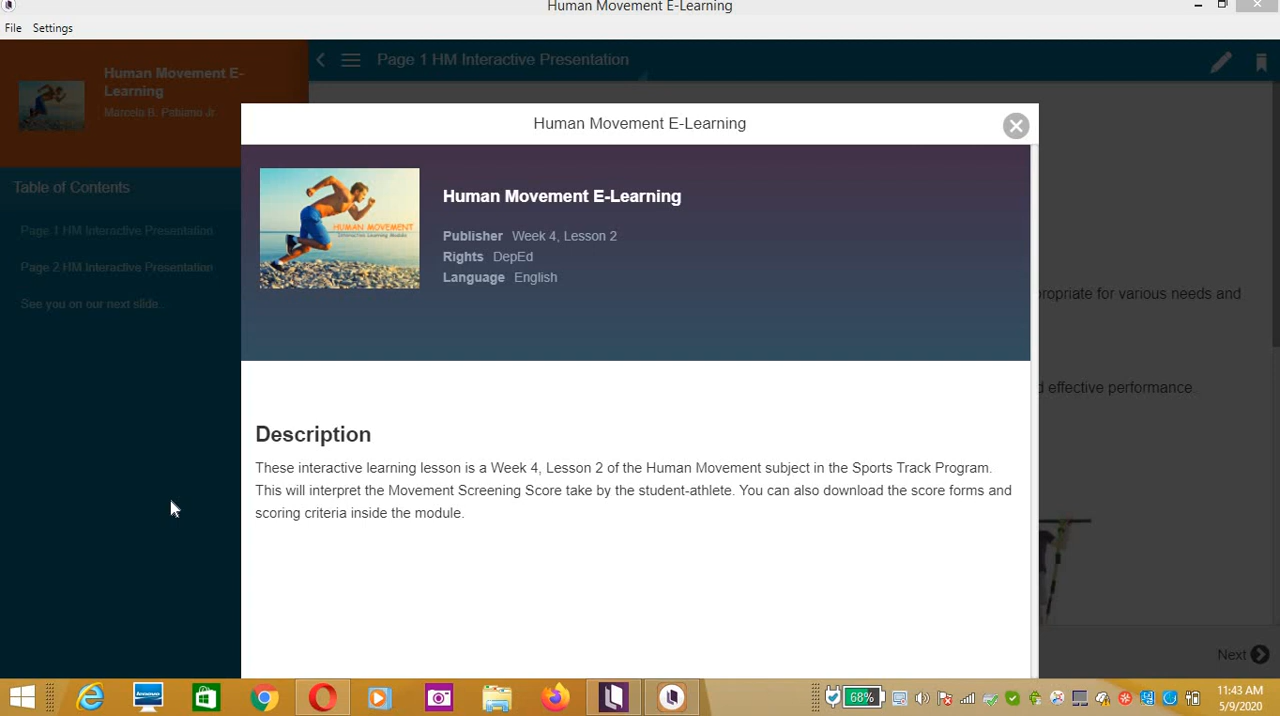 Human Movement E-Learning
File Settings
Human Movement E-
Learning
Marcelo B. Pabiano Jr.
Page 1 HM Interactive Presentation
Table of Contents
Page 1 HM Interactive Presentation
Page 2 HM Interactive Presentation
See you on our next slide..
Human Movement E-Learning
HUMAN MOVEMENT
Interactive Learning Module
Human Movement E-Learning
Publisher Week 4, Lesson 2
Rights DepEd
Language English
Description
These interactive learning lesson is a Week 4, Lesson 2 of the Human Movement subject in the Sports Track Program.
This will interpret the Movement Screening Score take by the student-athlete. You can also download the score forms and
scoring criteria inside the module.
propriate for various needs and
d effective performance.
Next
lenovo
68%
11:43 AM
5/9/2020